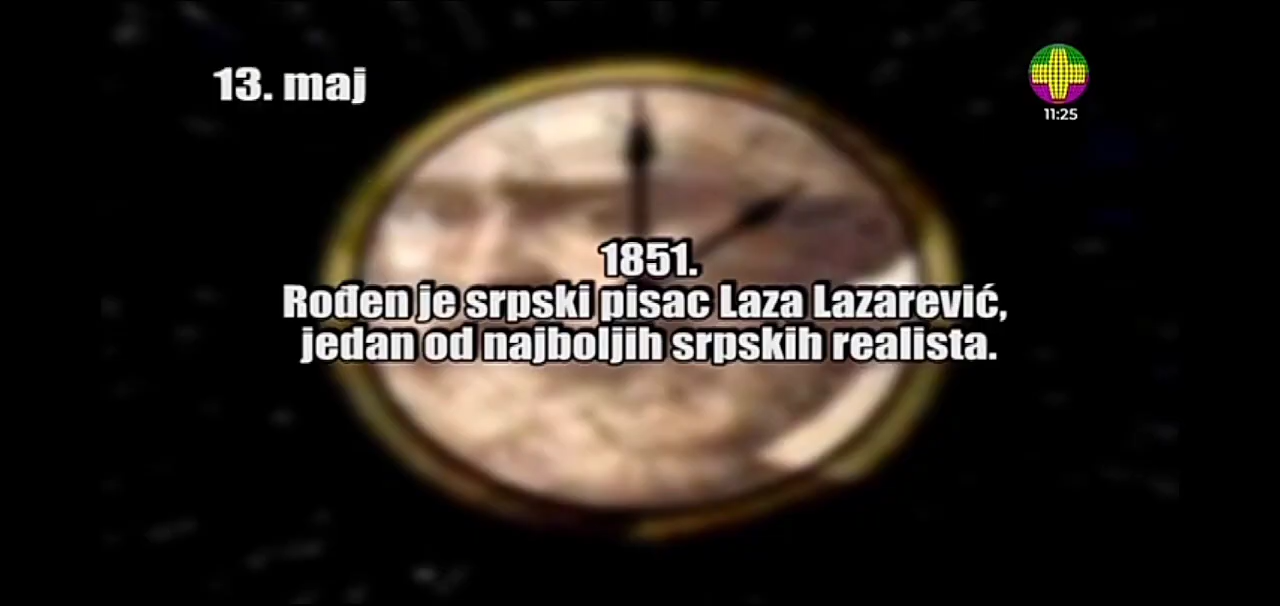 13. maj
11:25
1851.
Rođen je srpski pisac Laza Lazarević,
jedan od najboljih srpskih realista.